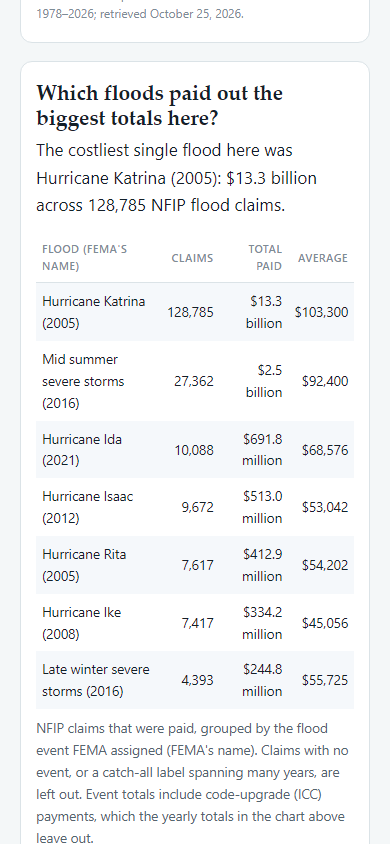 1978–2026; retrieved October 25, 2026.
Which floods paid out the
biggest totals here?
The costliest single flood here was
Hurricane Katrina (2005): $13.3 billion
across 128,785 NFIP flood claims.
FLOOD (FEMA'S
NAME)
CLAIMS
TOTAL
PAID
AVERAGE
Hurricane Katrina
(2005)
128,785
$13.3
billion
$103,300
Mid summer
severe storms
(2016)
27,362
$2.5
billion
$92,400
Hurricane Ida
(2021)
10,088
$691.8
million
$68,576
Hurricane Isaac
(2012)
9,672
$513.0
million
$53,042
Hurricane Rita
(2005)
7,617
$412.9
million
$54,202
Hurricane Ike
(2008)
7,417
$334.2
million
$45,056
Late winter severe
storms (2016)
4,393
$244.8
million
$55,725
NFIP claims that were paid, grouped by the flood
event FEMA assigned (FEMA's name). Claims with no
event, or a catch-all label spanning many years, are
left out. Event totals include code-upgrade (ICC)
payments, which the yearly totals in the chart above
leave out.